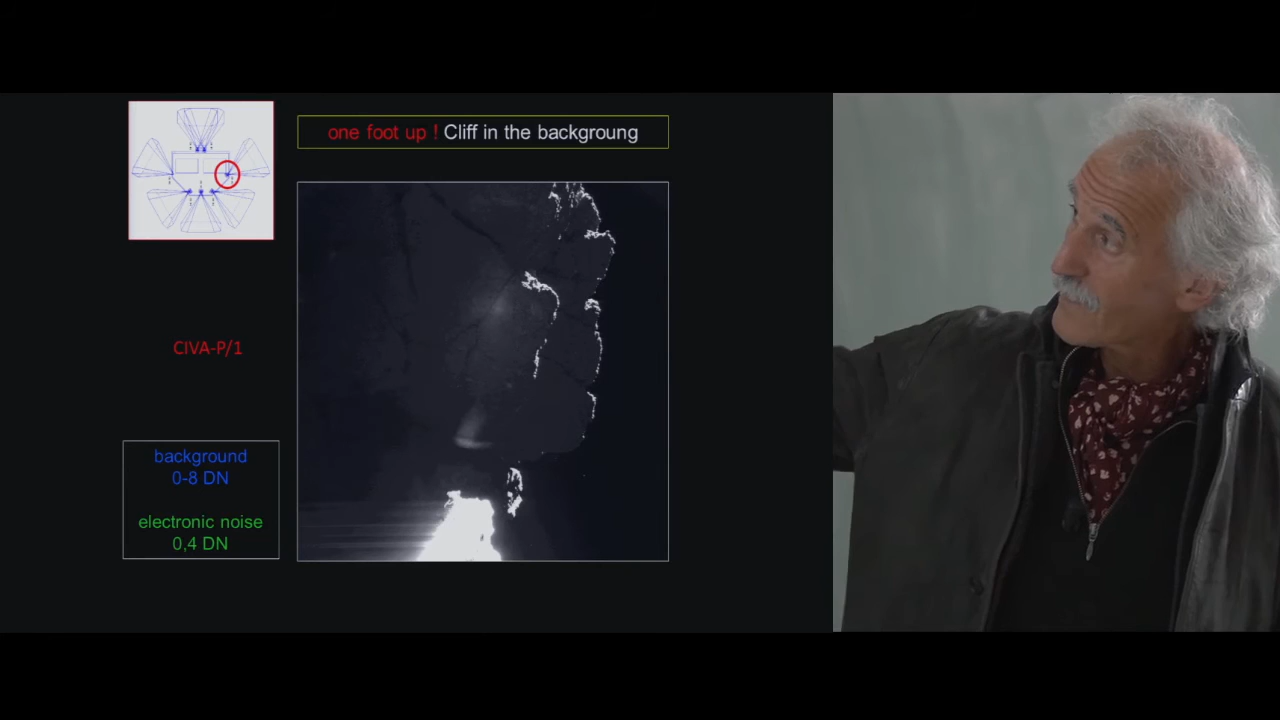 one foot up ! Cliff in the backgroung
CIVA-P/1
background
0-8 DN
electronic noise
0,4 DN